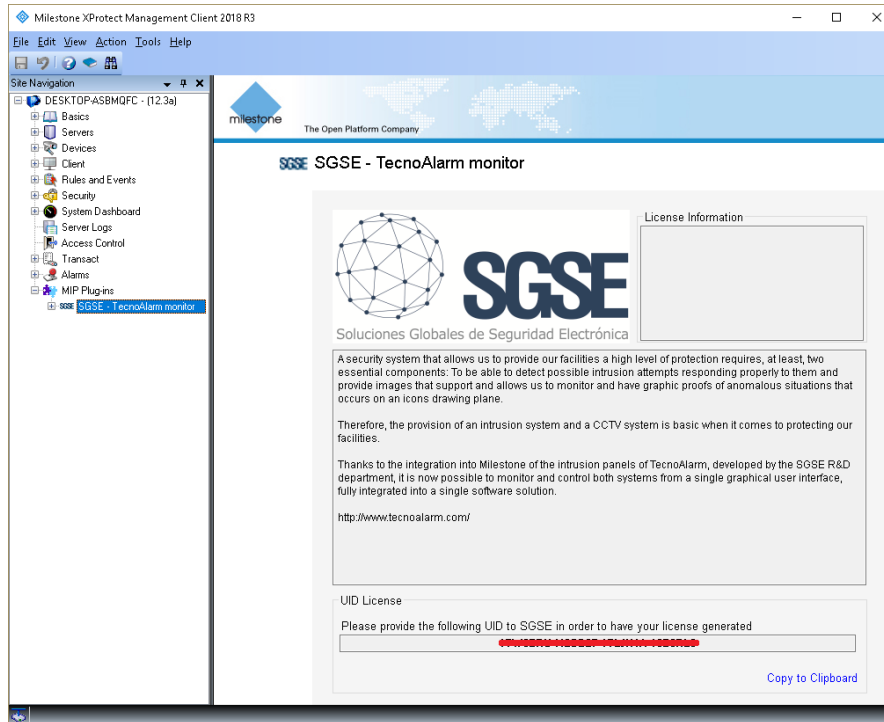 Milestone XProtect Management Client 2018 R3
File Edit View Action Tools Help
Site Navigation
DESKTOP-ASBMQFC - (12.3a)
Basics
Servers
Devices
Client
Rules and Events
Security
System Dashboard
Server Logs
Access Control
Transact
Alarms
MIP Plug-ins
SGSE SGSE - TecnoAlarm monitor
milestone
The Open Platform Company
SGSE SGSE - TecnoAlarm monitor
SGSE
Soluciones Globales de Seguridad Electrónica
License Information
A security system that allows us to provide our facilities a high level of protection requires, at least, two
essential components: To be able to detect possible intrusion attempts responding properly to them and
provide images that support and allows us to monitor and have graphic proofs of anomalous situations that
occurs on an icons drawing plane.
Therefore, the provision of an intrusion system and a CCTV system is basic when it comes to protecting our
facilities.
Thanks to the integration into Milestone of the intrusion panels of TecnoAlarm, developed by the SGSE R&D
department, it is now possible to monitor and control both systems from a single graphical user interface,
fully integrated into a single software solution.
http://www.tecnoalarm.com/
UID License
Please provide the following UID to SGSE in order to have your license generated
Copy to Clipboard